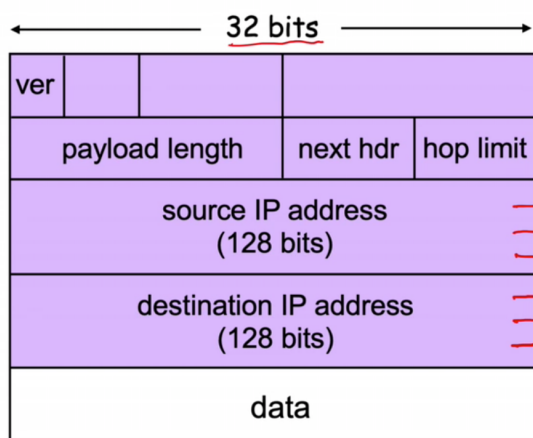 32 bits
ver
payload length next hdr hop limit
source IP address
(128 bits)
destination IP address
(128 bits)
data